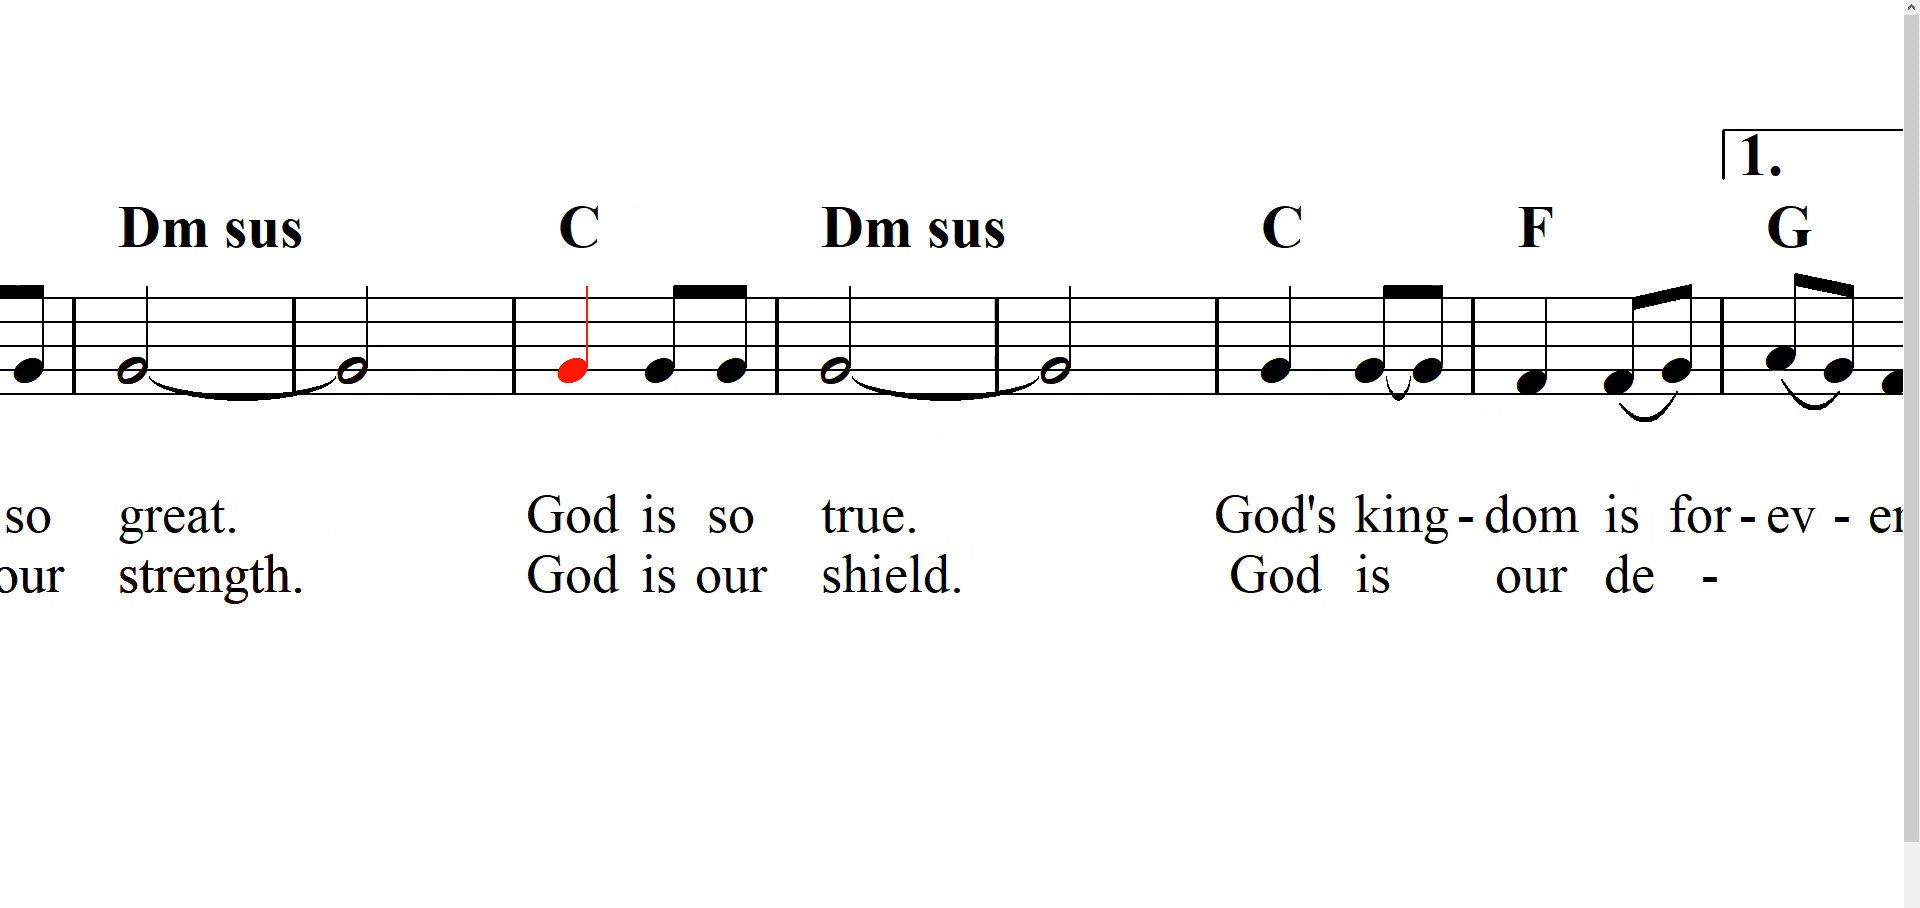 1.
Dm sus C Dm sus C F G
so great. God is so true. God's king - dom is for - ev - er
our strength. God is our shield. God is our de -